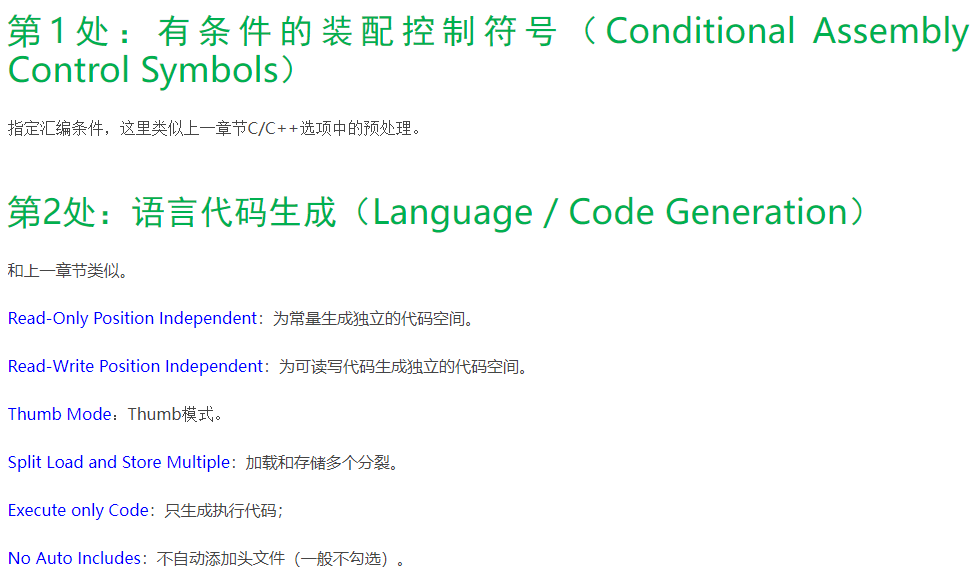 第1处：有条件的装配控制符号（Conditional Assembly
Control Symbols）
指定汇编条件，这里类似上一章节C/C++选项中的预处理。
第2处：语言代码生成（Language / Code Generation）
和上一章节类似。
Read-Only Position Independent：为常量生成独立的代码空间。
Read-Write Position Independent：为可读写代码生成独立的代码空间。
Thumb Mode：Thumb模式。
Split Load and Store Multiple：加载和存储多个分裂。
Execute only Code：只生成执行代码；
No Auto Includes：不自动添加头文件（一般不勾选）。